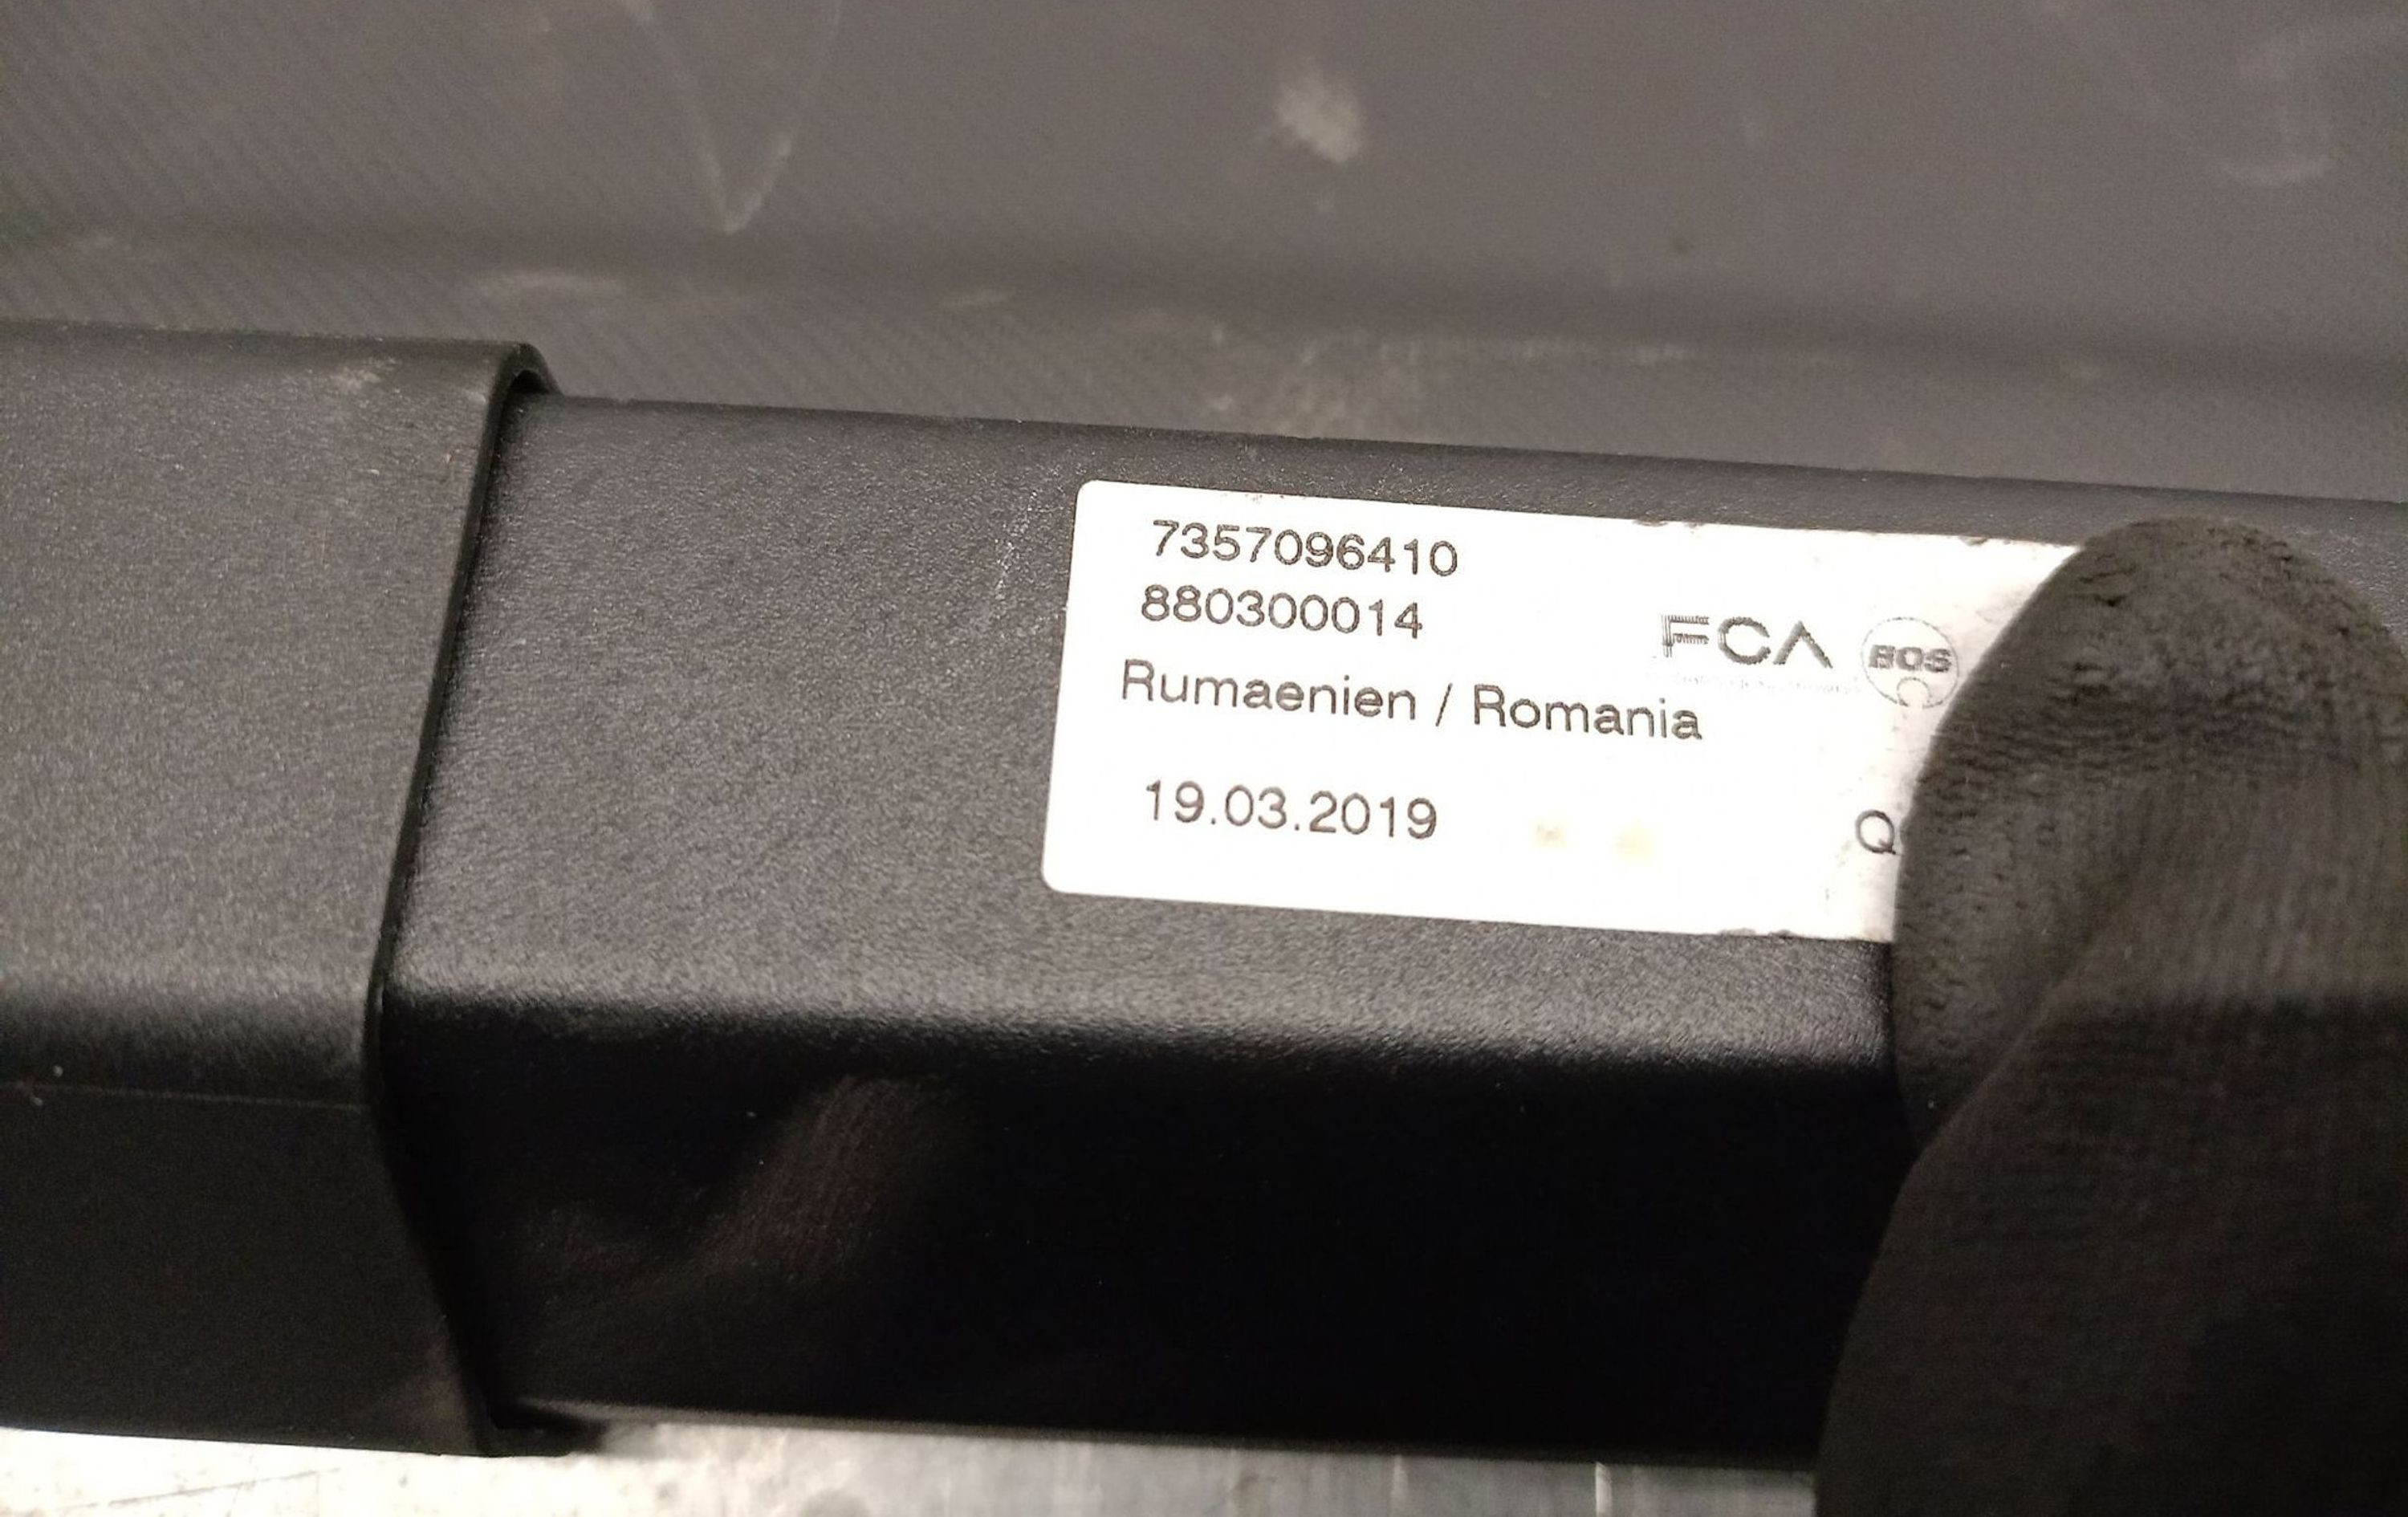 7357096410
880300014
FCA BOS
Rumaenien / Romania
19.03.2019
Q